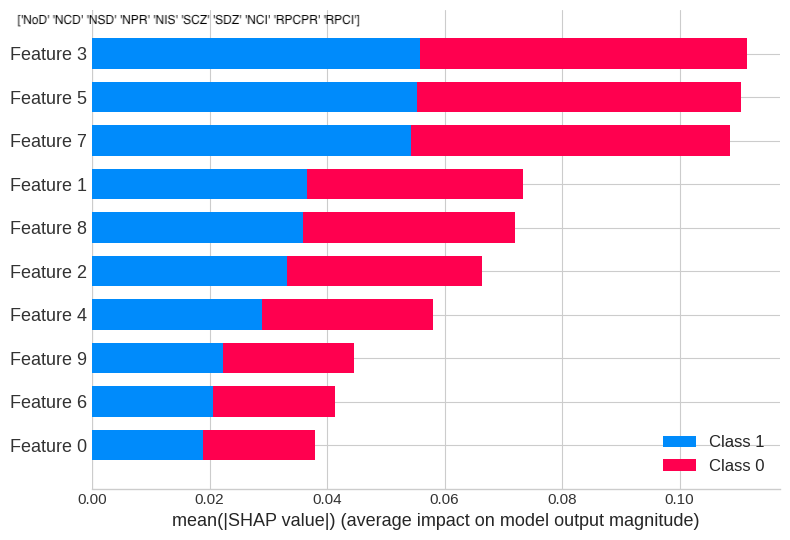 ['NoD' 'NCD' 'NSD' 'NPR' 'NIS' 'SCZ' 'SDZ' 'NCI' 'RPCPR' 'RPCI']
Feature 3
Feature 5
Feature 7
Feature 1
Feature 8
Feature 2
Feature 4
Feature 9
Feature 6
Feature 0
Class 1
Class 0
0.00 0.02 0.04 0.06 0.08 0.10
mean(|SHAP value|) (average impact on model output magnitude)